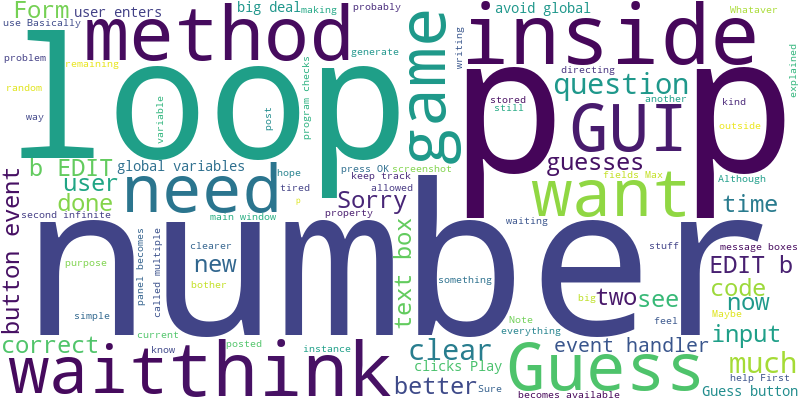 Form
user enters
big deal
making
probably
avoid global
Whatever
use Basically
method
inside
writing
explained
problem
remaining
loop
generate
game
p p
directing
question
another
random
variable
post
program checks
stored
still
kind
way
GUI
outside
b EDIT
global variables
press OK
screenshot
guesses
fields Max
Although
button event
user
need
hope
keep track
want
done
tired
allowed
Sorry
p
time
second infinite
main window
property
waiting
number
panel becomes
called multiple
clearer
text box
stuff
message boxes
new
something
EDIT b
purpose
bother
big
two
see
code
now
simple
Note
feel
Maybe
correct
current
know
posted
instance
everything
clear
event handler
input
wait
think
clicks Play
Guess
much
help First
better
Sure
becomes available
Guess button